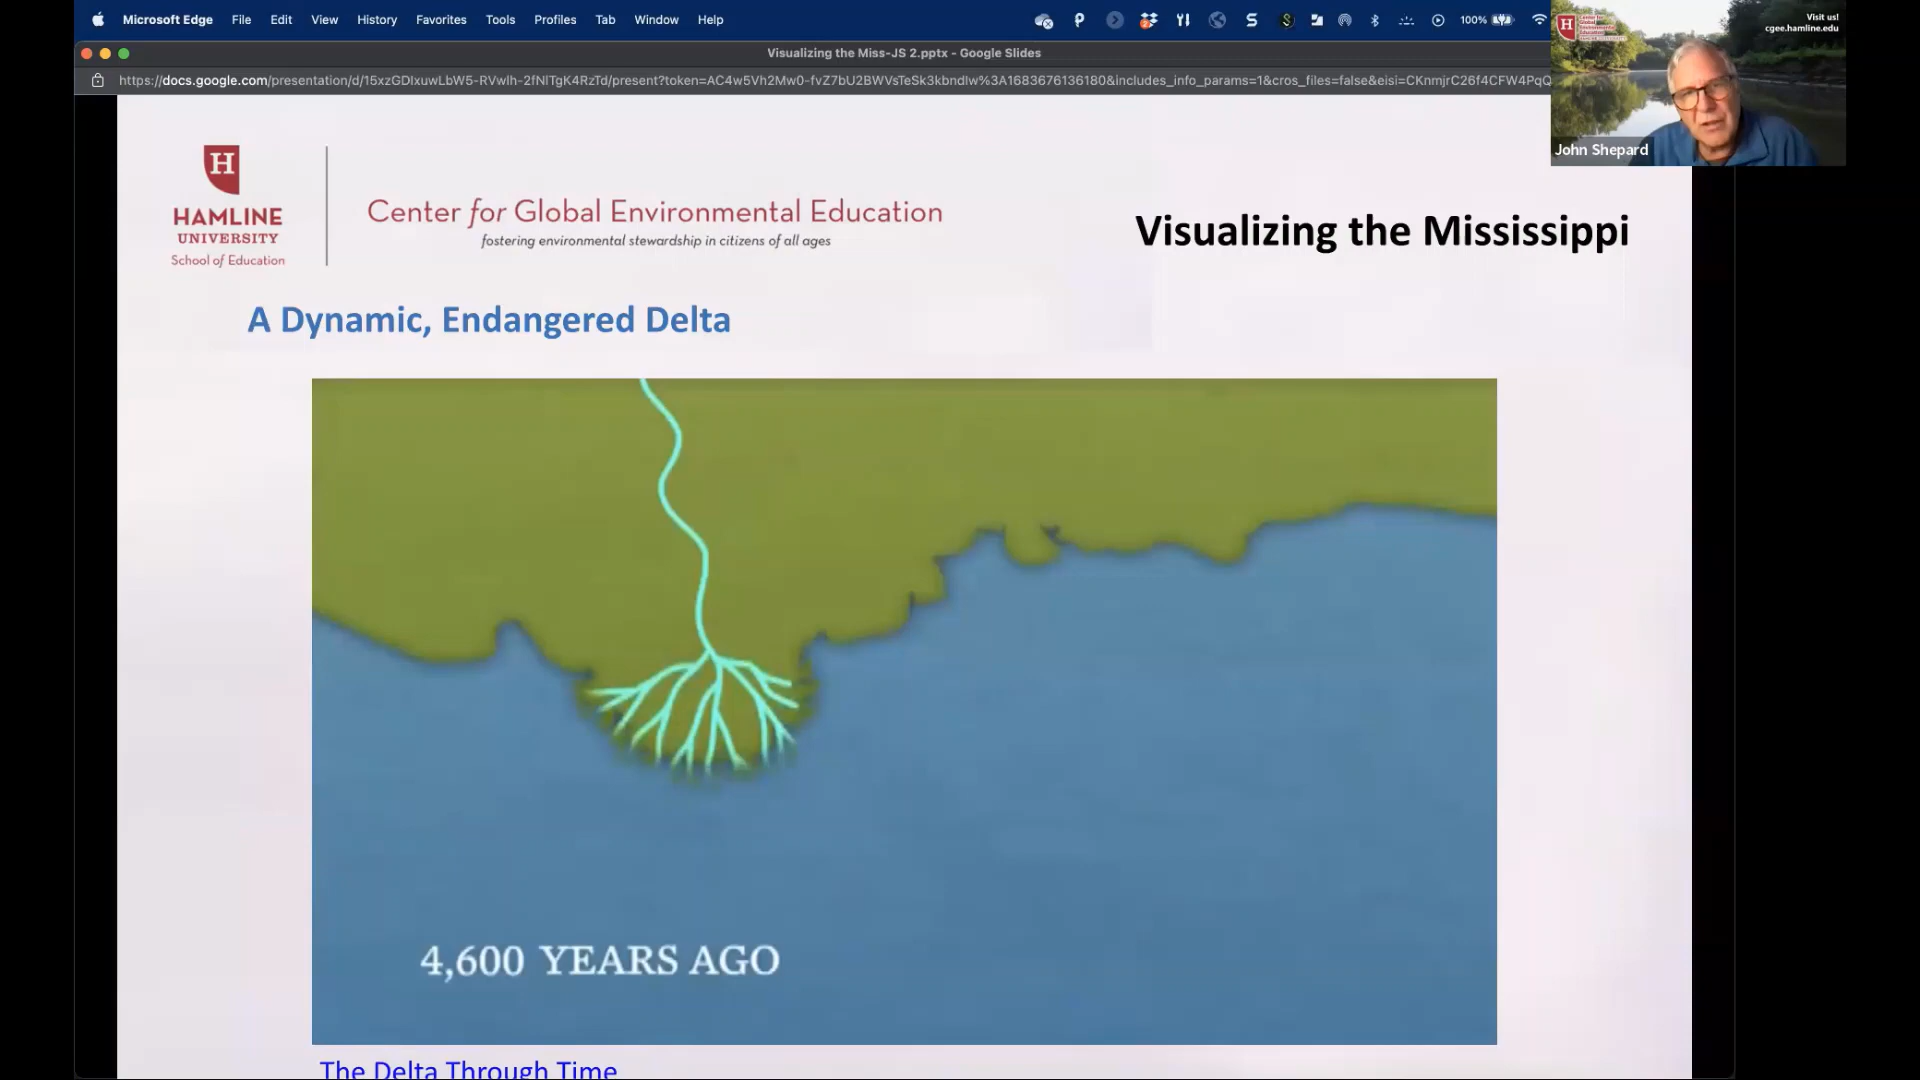 Microsoft Edge File Edit View History Favorites Tools Profiles Tab Window Help 100%
Visualizing the Miss-JS 2.pptx - Google Slides
Visit us!
cgee.hamline.edu
John Shepard
H
HAMLINE
UNIVERSITY
School of Education
Center for Global Environmental Education
fostering environmental stewardship in citizens of all ages
Visualizing the Mississippi
A Dynamic, Endangered Delta
4,600 YEARS AGO
The Delta Through Time